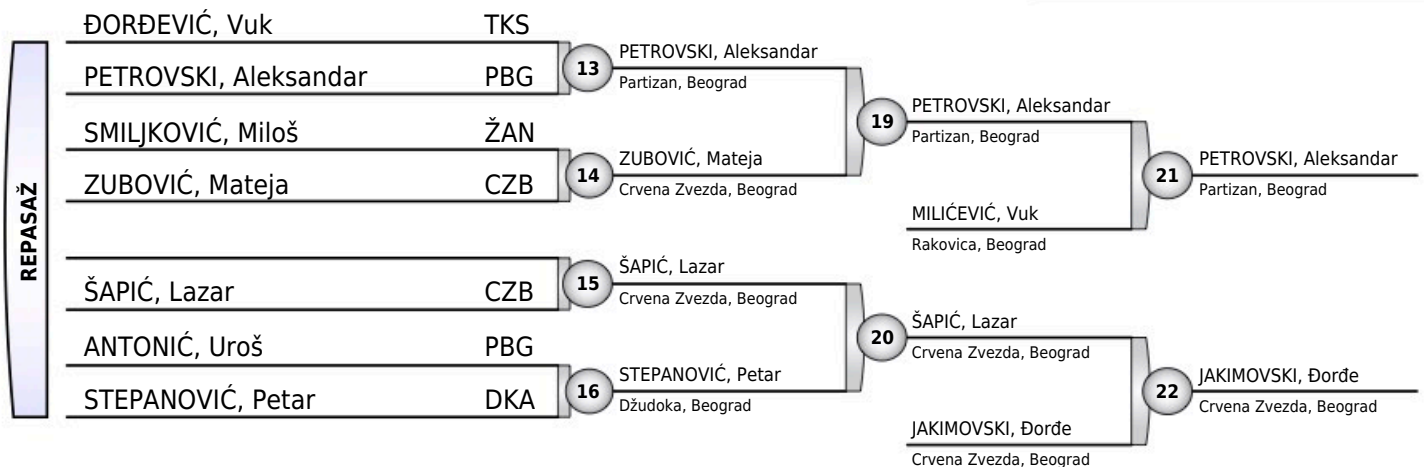 REPASAŽ
ĐORĐEVIĆ, Vuk TKS
PETROVSKI, Aleksandar PBG
SMILJKOVIĆ, Miloš ŽAN
ZUBOVIĆ, Mateja CZB
ŠAPIĆ, Lazar CZB
ANTONIĆ, Uroš PBG
STEPANOVIĆ, Petar DKA
13
PETROVSKI, Aleksandar
Partizan, Beograd
14
ZUBOVIĆ, Mateja
Crvena Zvezda, Beograd
15
ŠAPIĆ, Lazar
Crvena Zvezda, Beograd
16
STEPANOVIĆ, Petar
Džudoka, Beograd
19
PETROVSKI, Aleksandar
Partizan, Beograd
MILIĆEVIĆ, Vuk
Rakovica, Beograd
20
ŠAPIĆ, Lazar
Crvena Zvezda, Beograd
JAKIMOVSKI, Đorđe
Crvena Zvezda, Beograd
21
PETROVSKI, Aleksandar
Partizan, Beograd
22
JAKIMOVSKI, Đorđe
Crvena Zvezda, Beograd